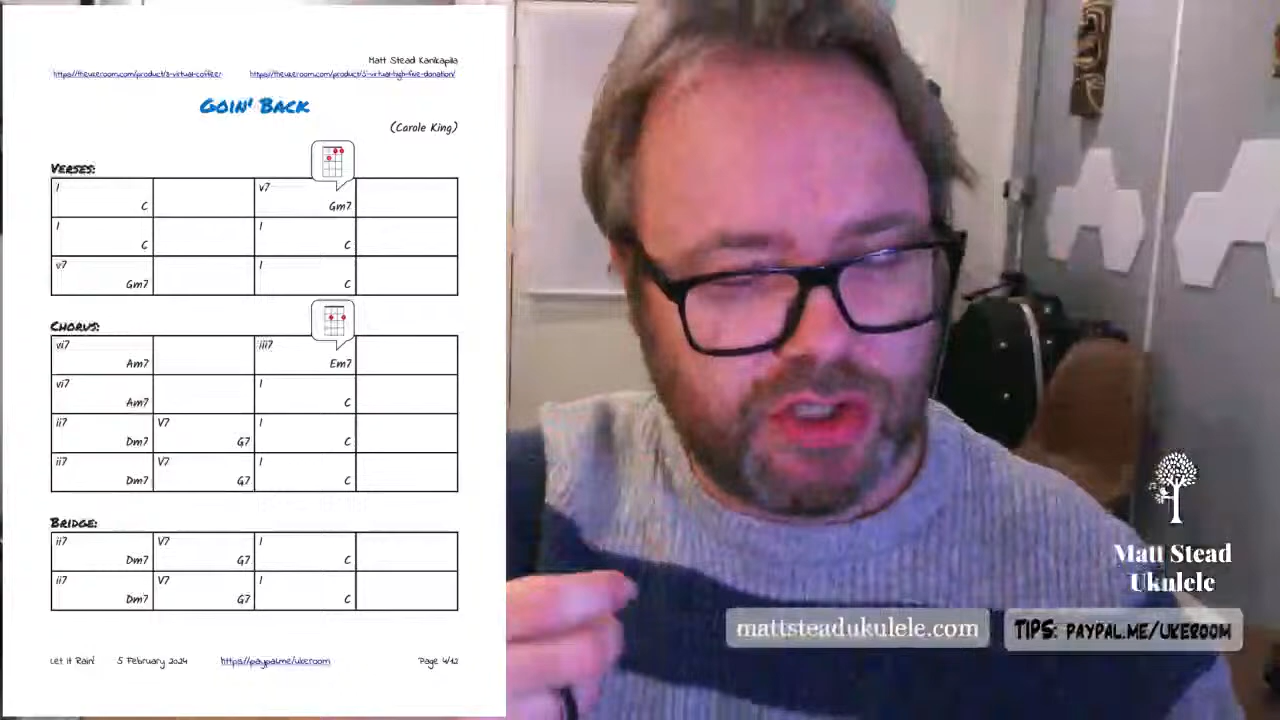 Matt Stead Kanikapila
https://theukeroom.com/product/3-virtual-coffee/ https://theukeroom.com/product/5-virtual-high-five-donation/
Goin' Back
(Carole King)
Verses:
I C v7 Gm7
I C I C
v7 Gm7 I C
Chorus:
vi7 Am7 iii7 Em7
vi7 Am7 I C
ii7 Dm7 V7 G7 I C
ii7 Dm7 V7 G7 I C
Bridge:
ii7 Dm7 V7 G7 I C
ii7 Dm7 V7 G7 I C
Let It Rain! 5 February 2024 https://paypal.me/ukeroom Page 4/12
Matt Stead
Ukulele
mattsteadukulele.com
TIPS: PAYPAL.ME/UKEROOM